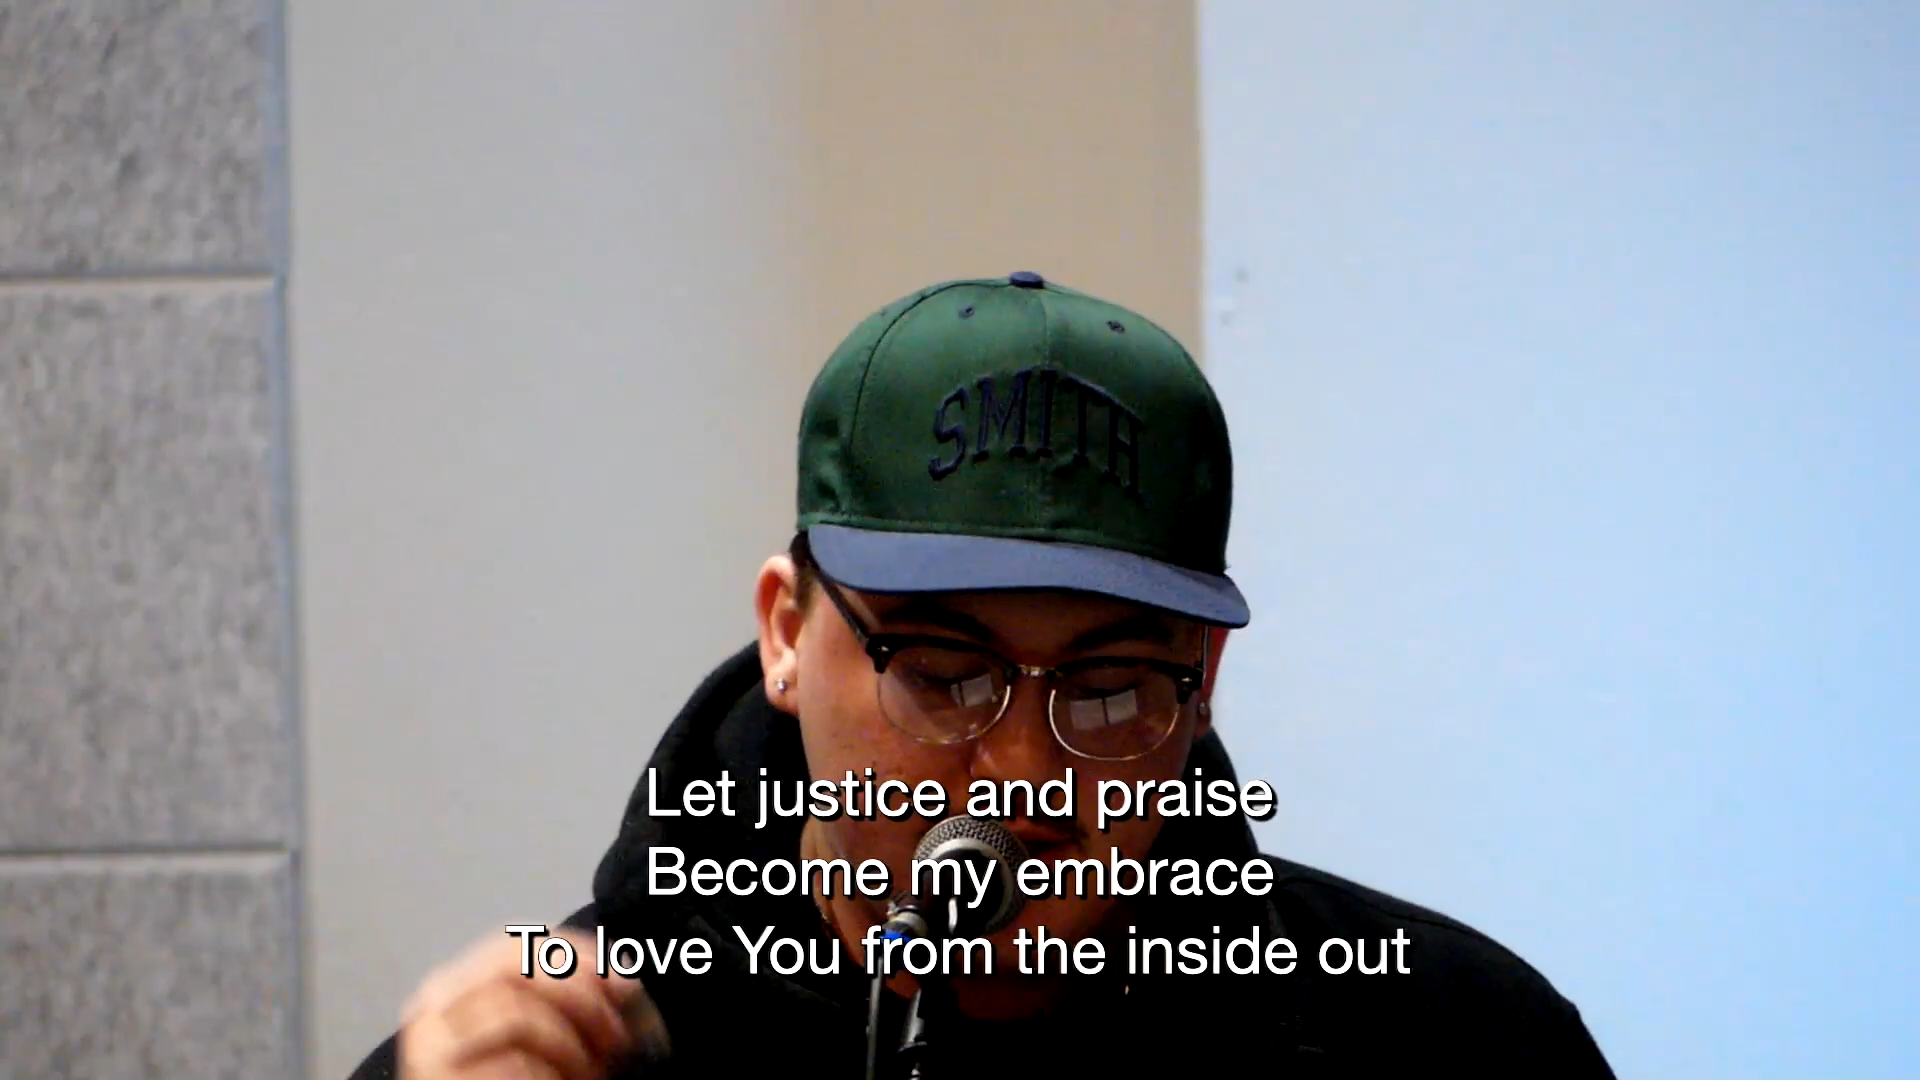 SMITH
Let justice and praise
Become my embrace
To love You from the inside out